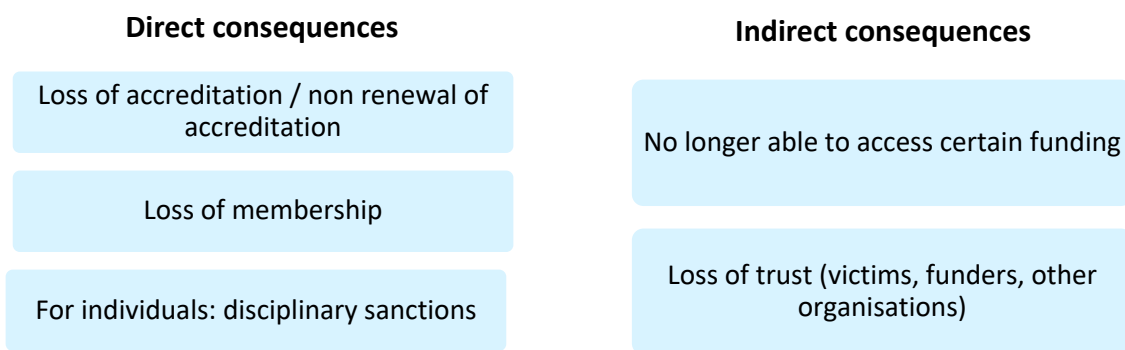 Direct consequences
Loss of accreditation / non renewal of
accreditation
Loss of membership
For individuals: disciplinary sanctions
Indirect consequences
No longer able to access certain funding
Loss of trust (victims, funders, other
organisations)